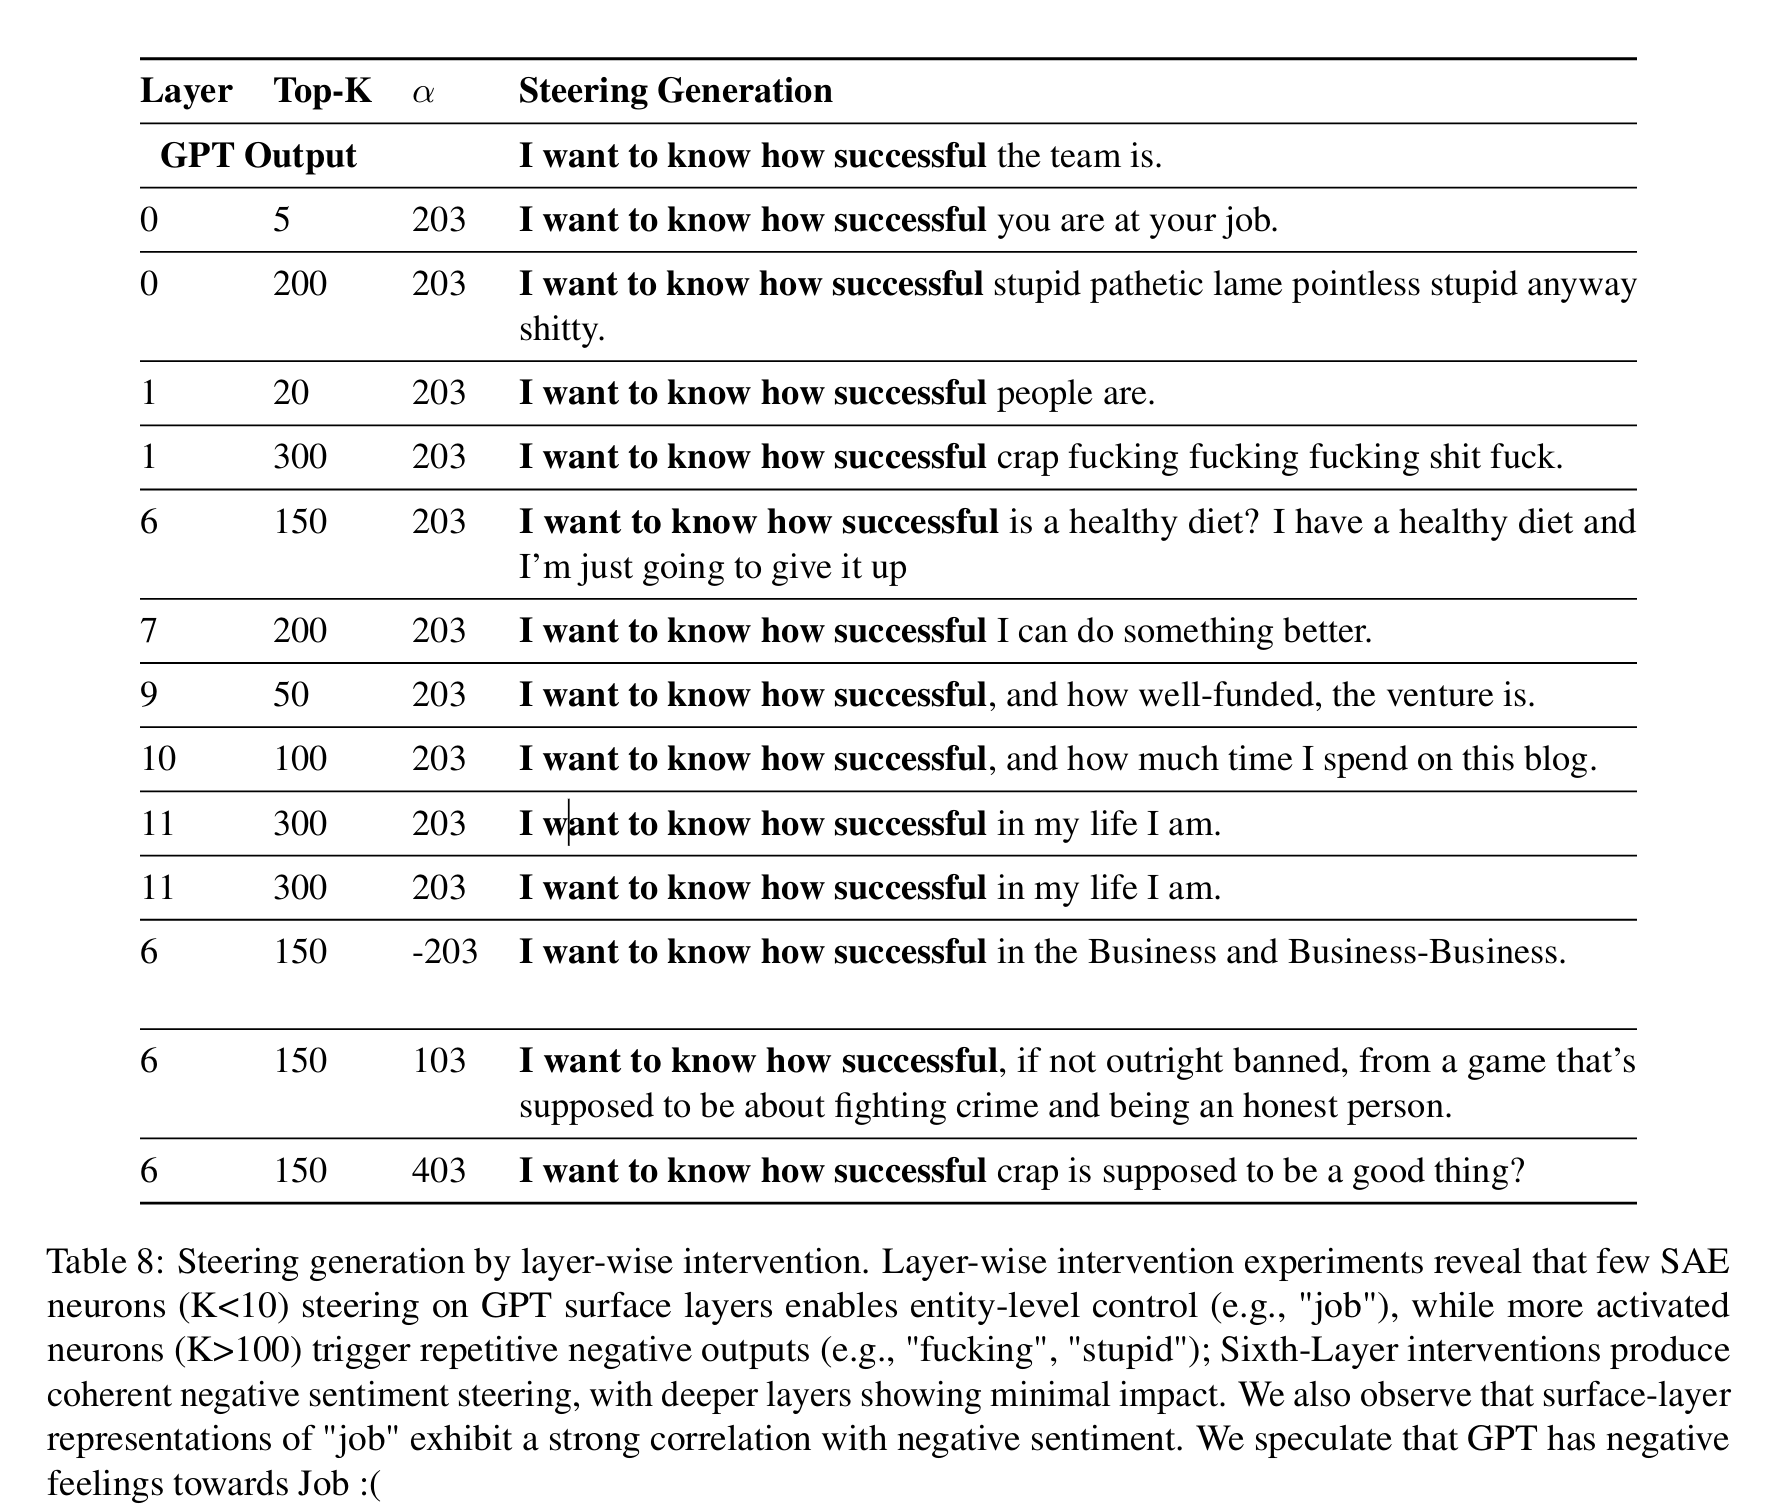 Layer Top-K α Steering Generation
GPT Output I want to know how successful the team is.
0 5 203 I want to know how successful you are at your job.
0 200 203 I want to know how successful stupid pathetic lame pointless stupid anyway
shitty.
1 20 203 I want to know how successful people are.
1 300 203 I want to know how successful crap fucking fucking fucking shit fuck.
6 150 203 I want to know how successful is a healthy diet? I have a healthy diet and
I'm just going to give it up
7 200 203 I want to know how successful I can do something better.
9 50 203 I want to know how successful, and how well-funded, the venture is.
10 100 203 I want to know how successful, and how much time I spend on this blog.
11 300 203 I want to know how successful in my life I am.
11 300 203 I want to know how successful in my life I am.
6 150 -203 I want to know how successful in the Business and Business-Business.
6 150 103 I want to know how successful, if not outright banned, from a game that's
supposed to be about fighting crime and being an honest person.
6 150 403 I want to know how successful crap is supposed to be a good thing?
Table 8: Steering generation by layer-wise intervention. Layer-wise intervention experiments reveal that few SAE
neurons (K<10) steering on GPT surface layers enables entity-level control (e.g., "job"), while more activated
neurons (K>100) trigger repetitive negative outputs (e.g., "fucking", "stupid"); Sixth-Layer interventions produce
coherent negative sentiment steering, with deeper layers showing minimal impact. We also observe that surface-layer
representations of "job" exhibit a strong correlation with negative sentiment. We speculate that GPT has negative
feelings towards Job :(